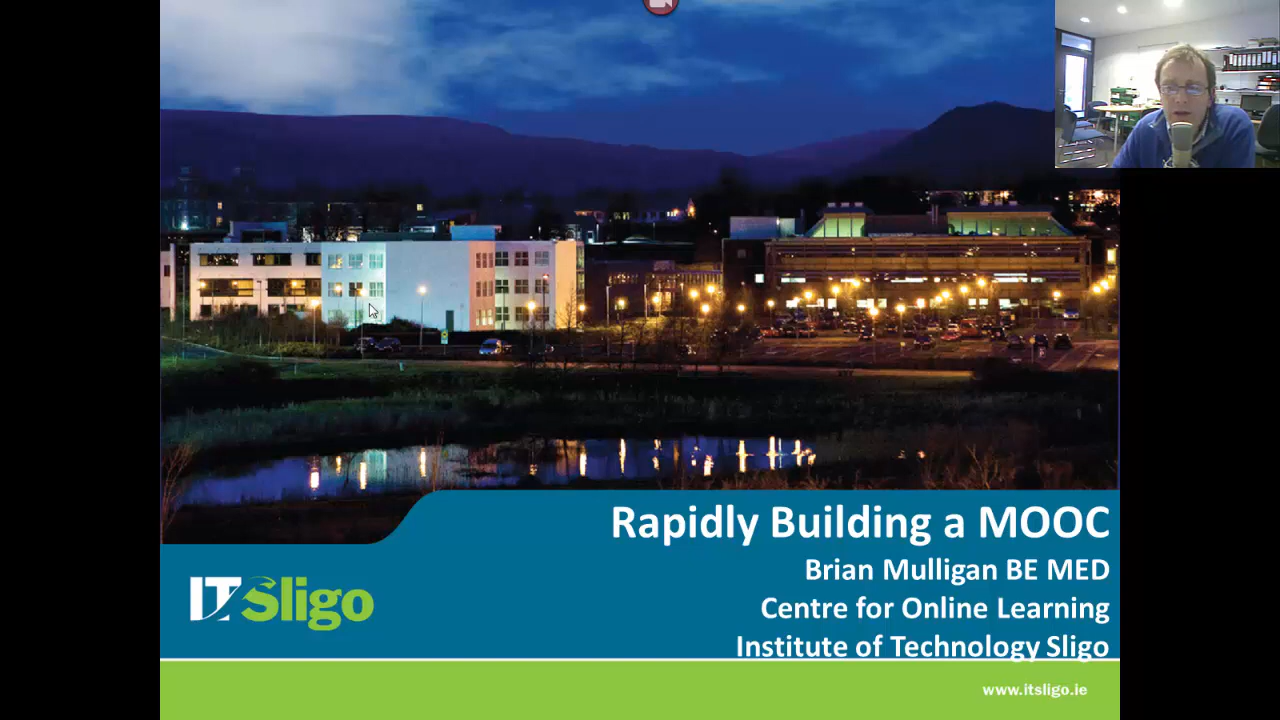 Rapidly Building a MOOC
Brian Mulligan BE MED
Centre for Online Learning
Institute of Technology Sligo
IT Sligo
www.itsligo.ie